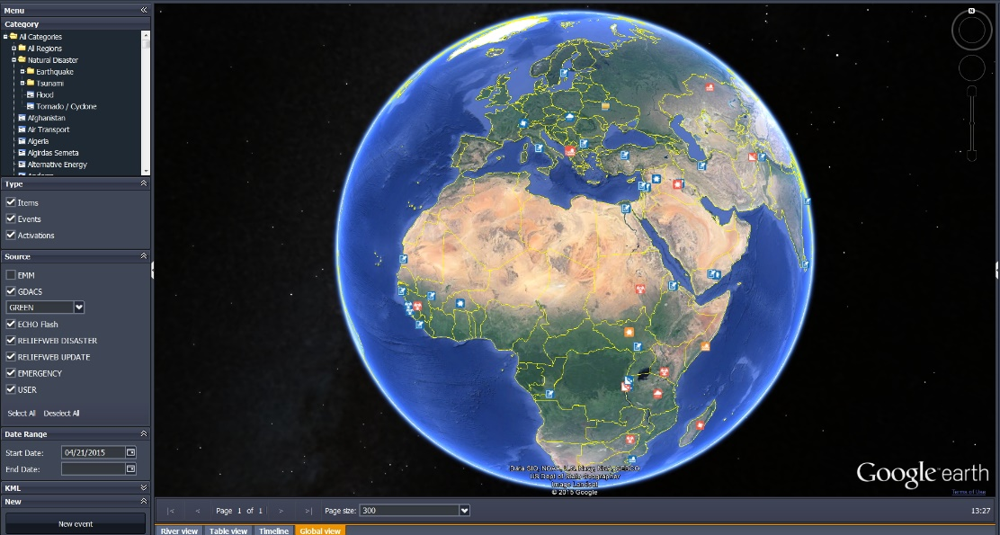 Menu
Category
All Categories
All Regions
Natural Disaster
Earthquake
Tsunami
Flood
Tornado / Cyclone
Afghanistan
Air Transport
Algeria
Algirdas Semeta
Alternative Energy
Type
Items
Events
Activations
Source
EMM
GDACS
GREEN
ECHO Flash
RELIEFWEB DISASTER
RELIEFWEB UPDATE
EMERGENCY
USER
Select All Deselect All
Date Range
Start Date: 04/21/2015
End Date:
KML
New
New event
N
Data SIO, NOAA, U.S. Navy, NGA, GEBCO
US Dept of State Geographer
Image Landsat
© 2015 Google
Google earth
Terms of Use
|< < Page 1 of 1 > >| Page size: 300
13:27
River view Table view Timeline Global view